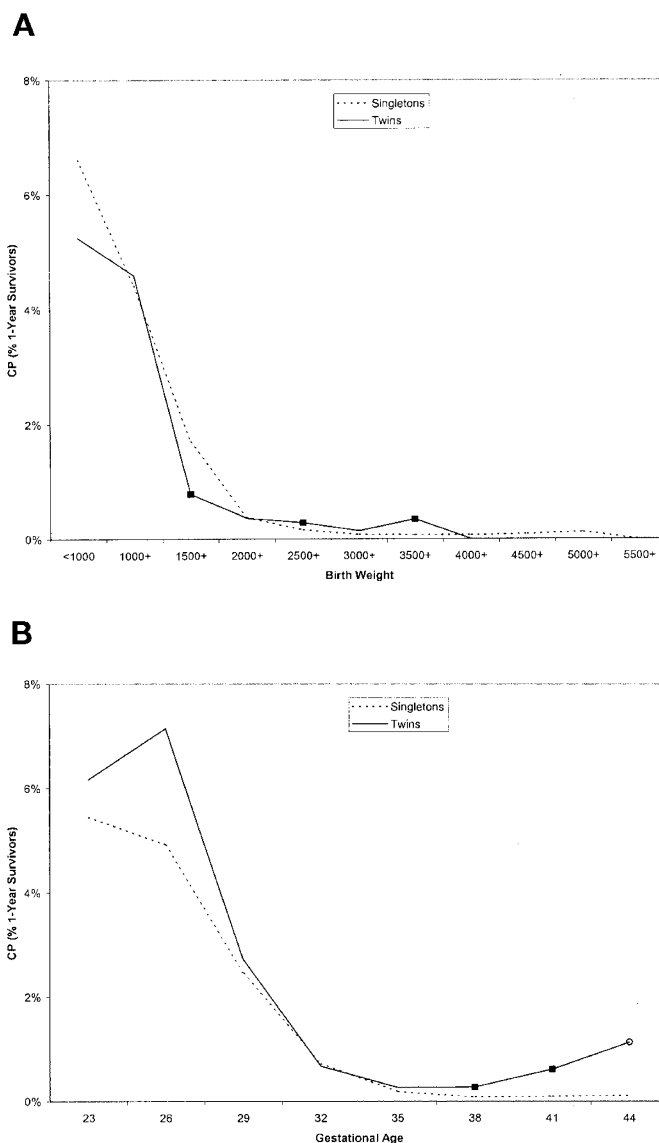 A
8%
6%
4%
2%
0%
CP (% 1-Year Survivors)
Singletons
Twins
<1000 1000+ 1500+ 2000+ 2500+ 3000+ 3500+ 4000+ 4500+ 5000+ 5500+
Birth Weight
B
8%
6%
4%
2%
0%
CP (% 1-Year Survivors)
Singletons
Twins
23 26 29 32 35 38 41 44
Gestational Age